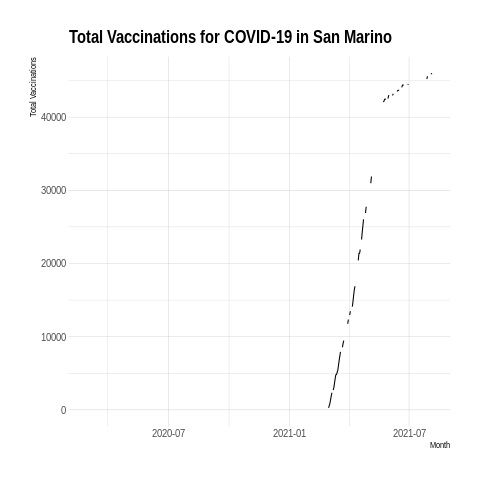 Total Vaccinations for COVID-19 in San Marino
Total Vaccinations
40000
30000
20000
10000
0
2020-07 2021-01 2021-07
Month